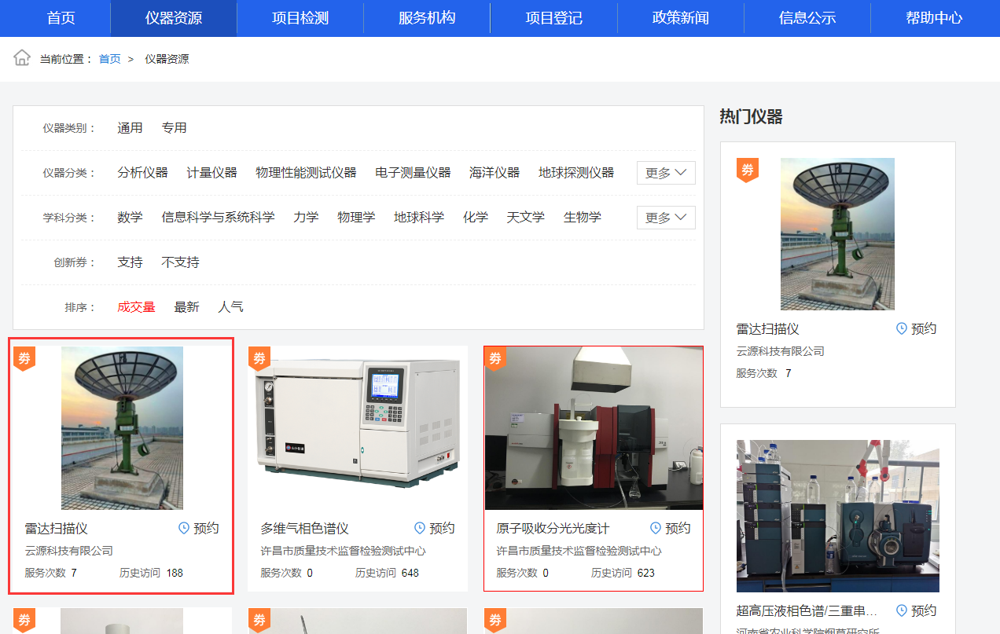 首页 仪器资源 项目检测 服务机构 项目登记 政策新闻 信息公示 帮助中心
当前位置： 首页 > 仪器资源
仪器类别： 通用 专用
仪器分类： 分析仪器 计量仪器 物理性能测试仪器 电子测量仪器 海洋仪器 地球探测仪器 更多
学科分类： 数学 信息科学与系统科学 力学 物理学 地球科学 化学 天文学 生物学 更多
创新券： 支持 不支持
排序： 成交量 最新 人气
券
雷达扫描仪 预约
云源科技有限公司
服务次数 7 历史访问 188
券
多维气相色谱仪 预约
许昌市质量技术监督检验测试中心
服务次数 0 历史访问 648
券
原子吸收分光光度计 预约
许昌市质量技术监督检验测试中心
服务次数 0 历史访问 623
券
券
券
热门仪器
券
雷达扫描仪 预约
云源科技有限公司
服务次数 7
超高压液相色谱/三重串... 预约
河南省农业科学院烟草研究所